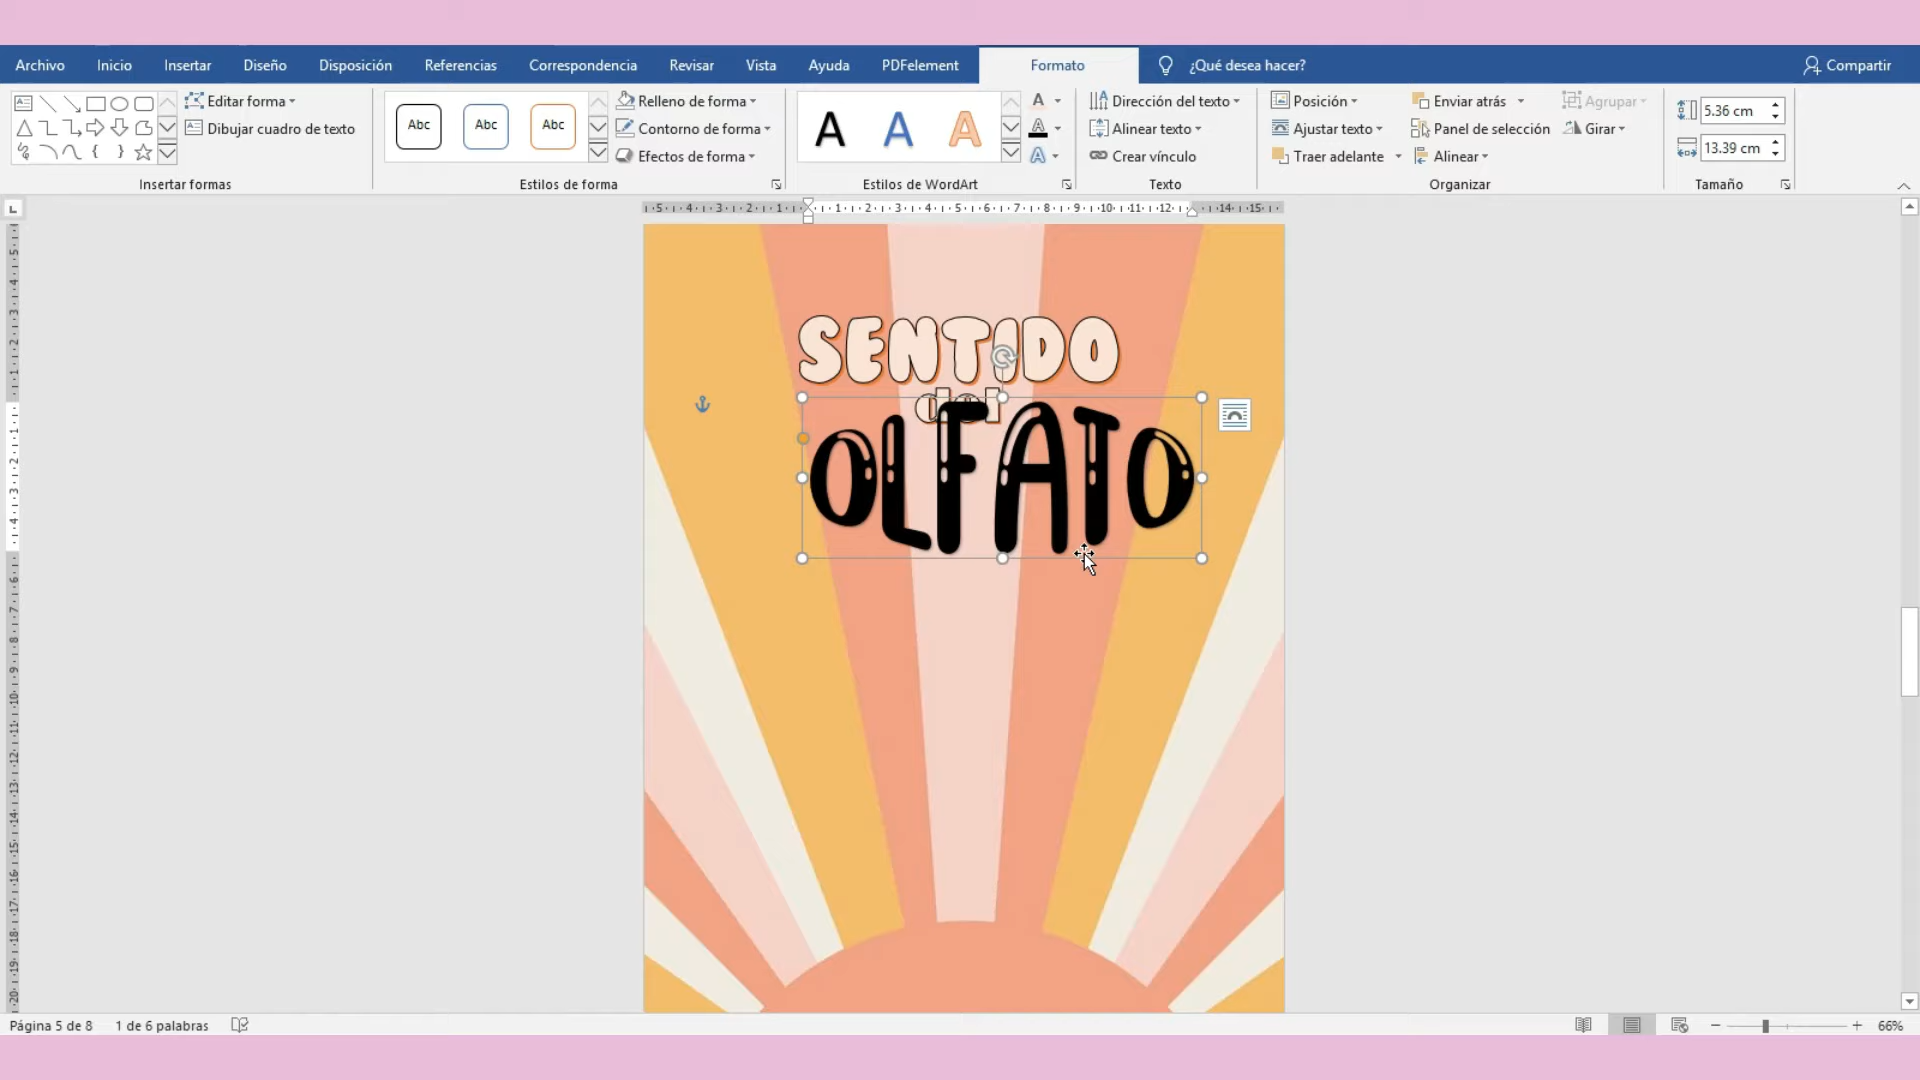 Archivo Inicio Insertar Diseño Disposición Referencias Correspondencia Revisar Vista Ayuda PDFelement Formato ¿Qué desea hacer? Compartir
Editar forma
Dibujar cuadro de texto
Insertar formas
Abc Abc Abc
Relleno de forma
Contorno de forma
Efectos de forma
Estilos de forma
A A A
Estilos de WordArt
Dirección del texto
Alinear texto
Crear vínculo
Texto
Posición
Ajustar texto
Traer adelante
Enviar atrás
Panel de selección
Alinear
Agrupar
Girar
Organizar
5.36 cm
13.39 cm
Tamaño
SENTIDO
del
OLFATO
Página 5 de 8 1 de 6 palabras 66%